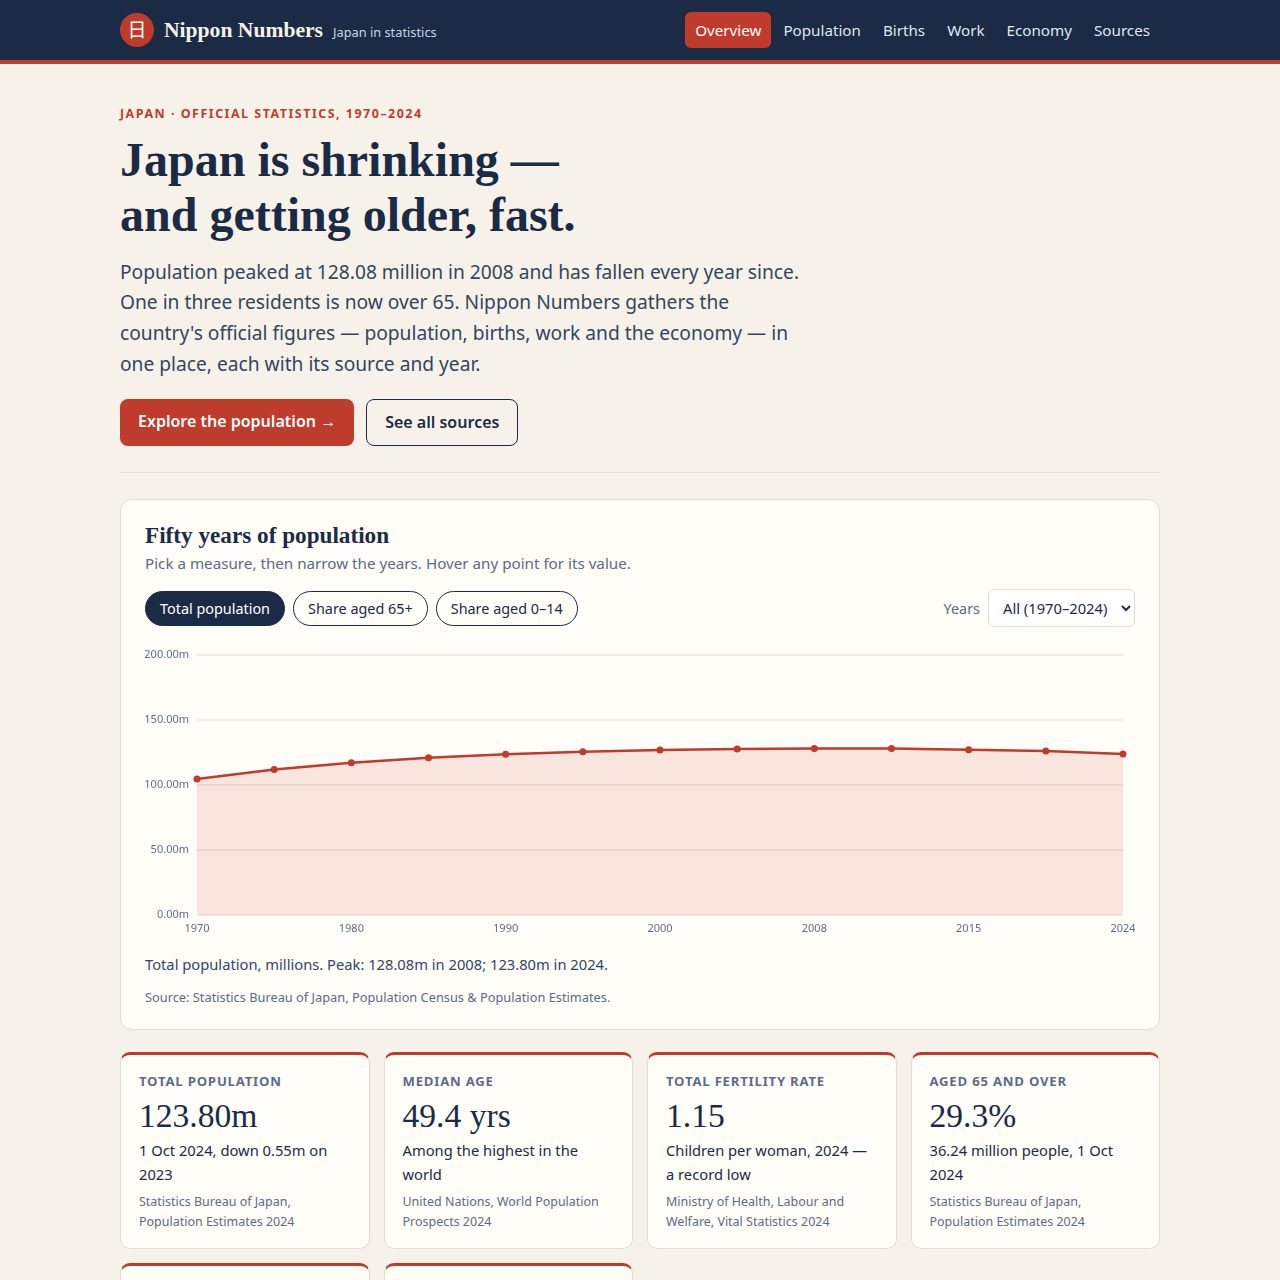 日 Nippon Numbers Japan in statistics
Overview Population Births Work Economy Sources
JAPAN · OFFICIAL STATISTICS, 1970–2024
Japan is shrinking —
and getting older, fast.
Population peaked at 128.08 million in 2008 and has fallen every year since.
One in three residents is now over 65. Nippon Numbers gathers the
country's official figures — population, births, work and the economy — in
one place, each with its source and year.
Explore the population →
See all sources
Fifty years of population
Pick a measure, then narrow the years. Hover any point for its value.
Total population
Share aged 65+
Share aged 0–14
Years
All (1970–2024)
200.00m
150.00m
100.00m
50.00m
0.00m
1970 1980 1990 2000 2008 2015 2024
Total population, millions. Peak: 128.08m in 2008; 123.80m in 2024.
Source: Statistics Bureau of Japan, Population Census & Population Estimates.
TOTAL POPULATION
123.80m
1 Oct 2024, down 0.55m on
2023
Statistics Bureau of Japan,
Population Estimates 2024
MEDIAN AGE
49.4 yrs
Among the highest in the
world
United Nations, World Population
Prospects 2024
TOTAL FERTILITY RATE
1.15
Children per woman, 2024 —
a record low
Ministry of Health, Labour and
Welfare, Vital Statistics 2024
AGED 65 AND OVER
29.3%
36.24 million people, 1 Oct
2024
Statistics Bureau of Japan,
Population Estimates 2024